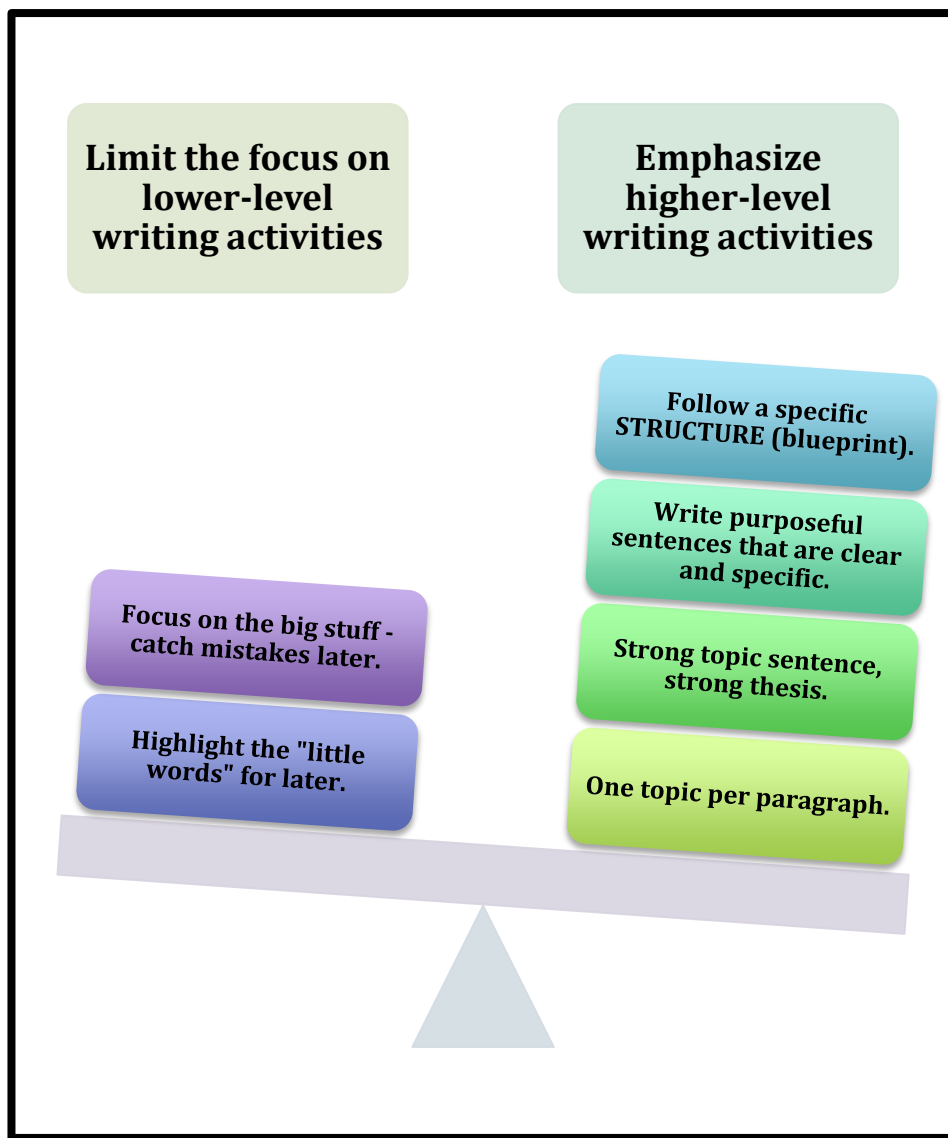 Limit the focus on
lower-level
writing activities
Emphasize
higher-level
writing activities
Focus on the big stuff -
catch mistakes later.
Highlight the "little
words" for later.
Follow a specific
STRUCTURE (blueprint).
Write purposeful
sentences that are clear
and specific.
Strong topic sentence,
strong thesis.
One topic per paragraph.